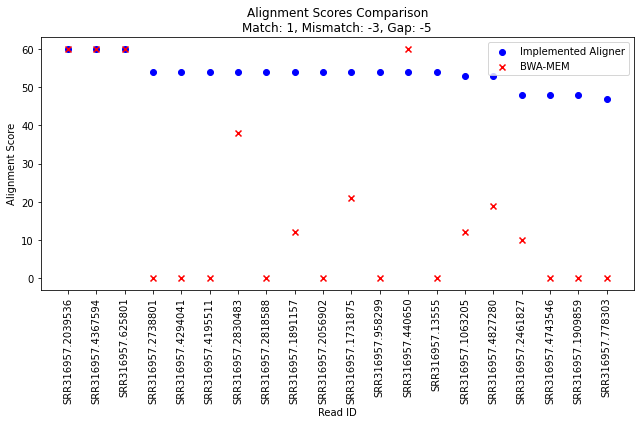 Alignment Scores Comparison
Match: 1, Mismatch: -3, Gap: -5
Implemented Aligner
BWA-MEM
Alignment Score
60
50
40
30
20
10
0
SRR316957.2039536
SRR316957.4367594
SRR316957.625801
SRR316957.2738801
SRR316957.4294041
SRR316957.4195511
SRR316957.2830483
SRR316957.2818588
SRR316957.1891157
SRR316957.2056902
SRR316957.1731875
SRR316957.958299
SRR316957.440650
SRR316957.13555
SRR316957.1063205
SRR316957.4827280
SRR316957.2461827
SRR316957.4743546
SRR316957.1909859
SRR316957.778303
Read ID